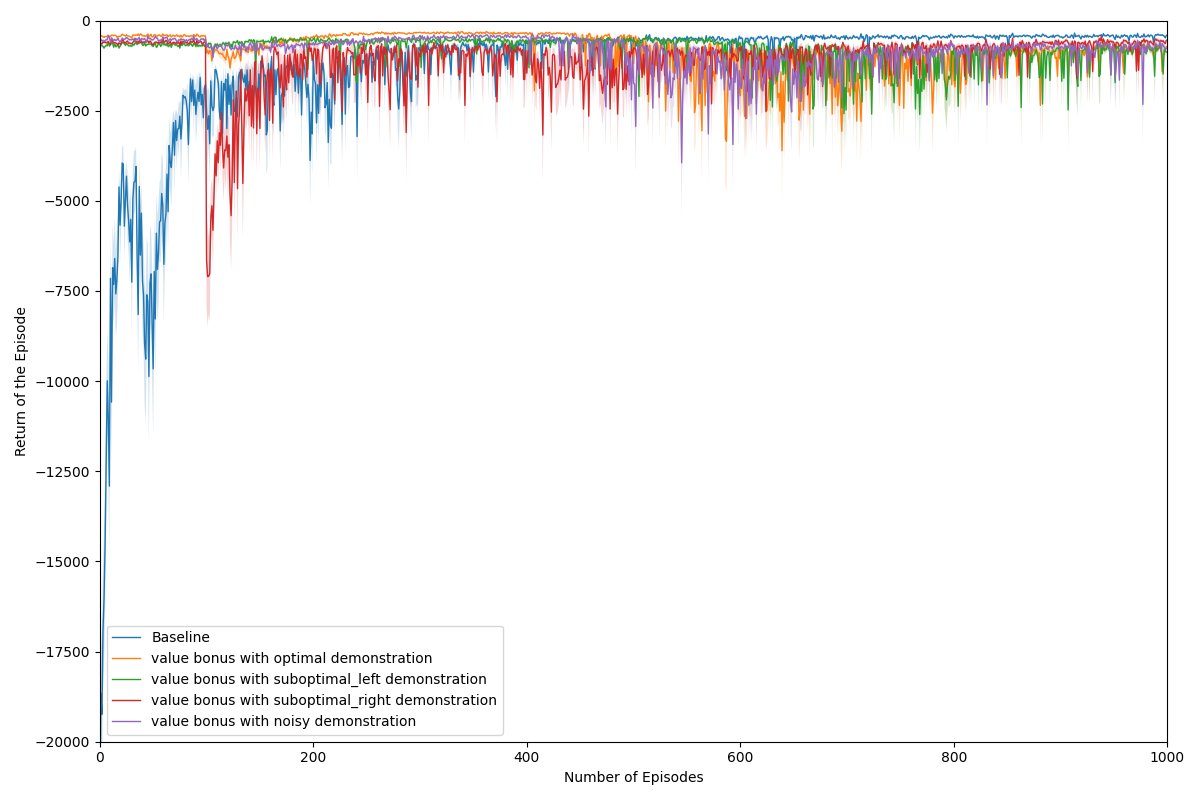 0
−2500
−5000
−7500
−10000
−12500
−15000
−17500
−20000
Return of the Episode
Baseline
value bonus with optimal demonstration
value bonus with suboptimal_left demonstration
value bonus with suboptimal_right demonstration
value bonus with noisy demonstration
0 200 400 600 800 1000
Number of Episodes